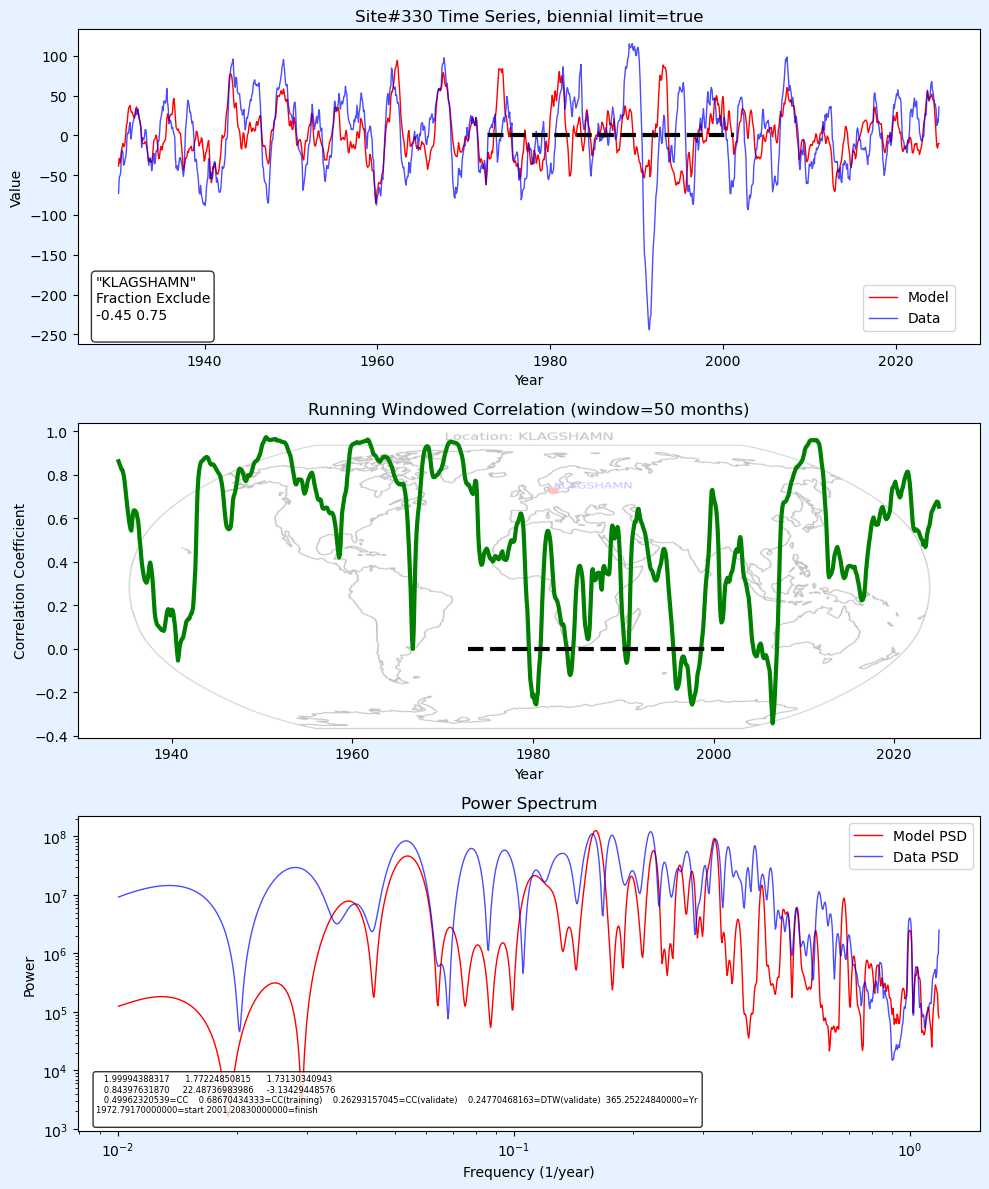 Site#330 Time Series, biennial limit=true
100
50
0
−50
−100
−150
−200
−250
Value
"KLAGSHAMN"
Fraction Exclude
-0.45 0.75
Model
Data
1940 1960 1980 2000 2020
Year
Running Windowed Correlation (window=50 months)
Location: KLAGSHAMN
KLAGSHAMN
1.0
0.8
0.6
0.4
0.2
0.0
−0.2
−0.4
Correlation Coefficient
1940 1960 1980 2000 2020
Year
Power Spectrum
Model PSD
Data PSD
10^8
10^7
10^6
10^5
10^4
10^3
Power
1.99994388317 1.77224850815 1.73130340943
0.84397631870 22.48736983986 -3.13429448576
0.49962320539=CC 0.68670434333=CC(training) 0.26293157045=CC(validate) 0.24770468163=DTW(validate) 365.25224840000=Yr
1972.79170000000=start 2001.20830000000=finish
10^−2 10^−1 10^0
Frequency (1/year)